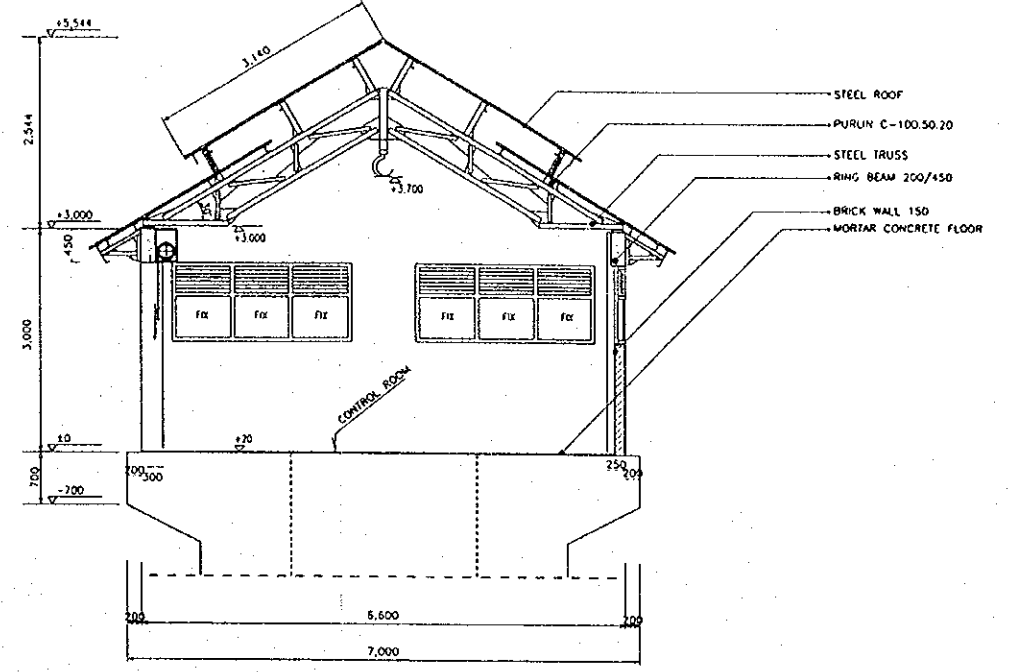 +5,544
3,140
STEEL ROOF
PURLIN C-100.50.20
2,544
STEEL TRUSS
+3,700
RING BEAM 200/450
+3,000
BRICK WALL 150
+3,000
MORTAR CONCRETE FLOOR
450
FIX FIX FIX FIX FIX FIX
3,000
CONTROL ROOM
±0
+20
200 300
250 200
700
-700
200
6,600
200
7,000